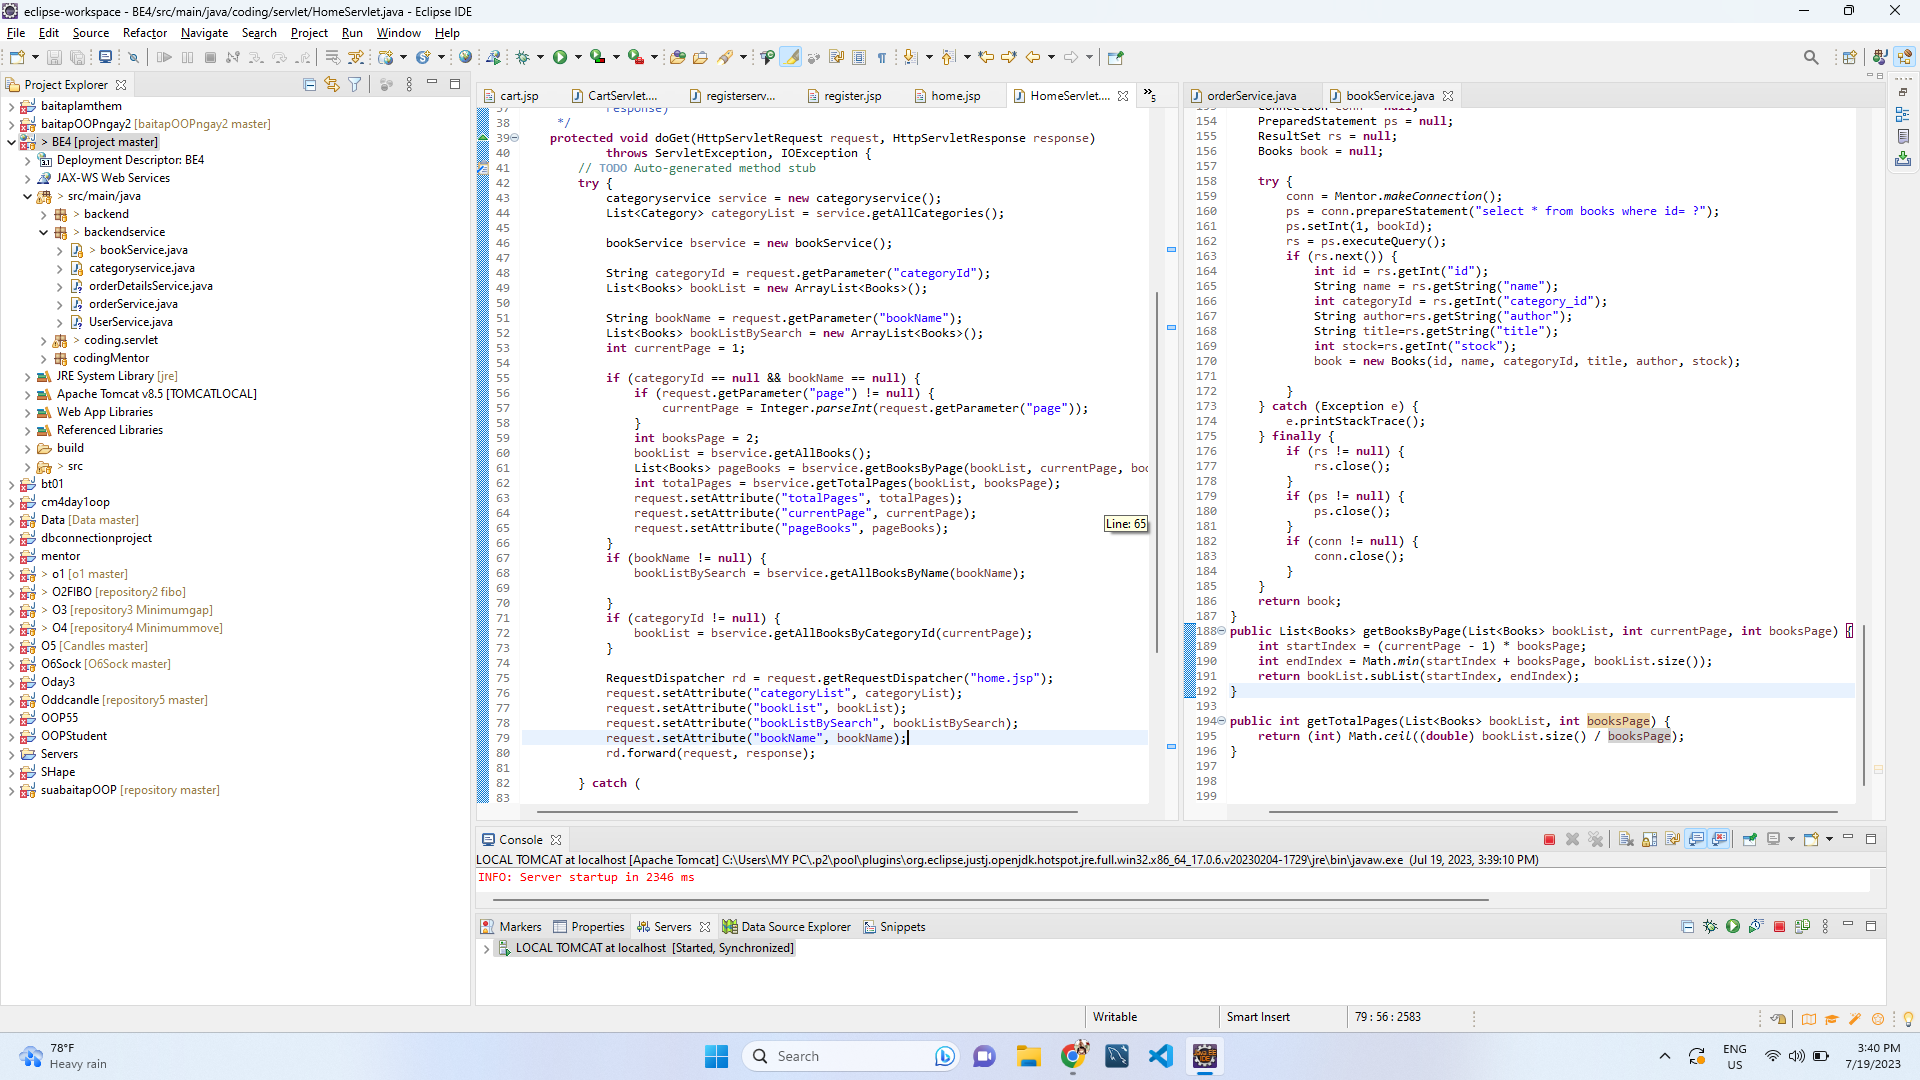 eclipse-workspace - BE4/src/main/java/coding/servlet/HomeServlet.java - Eclipse IDE
File Edit Source Refactor Navigate Search Project Run Window Help
Project Explorer
baitaplamthem
baitapOOPngay2 [baitapOOPngay2 master]
> BE4 [project master]
Deployment Descriptor: BE4
JAX-WS Web Services
> src/main/java
> backend
> backendservice
> bookService.java
categoryservice.java
orderDetailsService.java
orderService.java
UserService.java
> coding.servlet
codingMentor
JRE System Library [jre]
Apache Tomcat v8.5 [TOMCATLOCAL]
Web App Libraries
Referenced Libraries
build
> src
bt01
cm4day1oop
Data [Data master]
dbconnectionproject
mentor
> o1 [o1 master]
> O2FIBO [repository2 fibo]
> O3 [repository3 Minimumgap]
> O4 [repository4 Minimummove]
O5 [Candles master]
O6Sock [O6Sock master]
Oday3
Oddcandle [repository5 master]
OOP55
OOPStudent
Servers
SHape
suabaitapOOP [repository master]
cart.jsp CartServlet.... registerserv... register.jsp home.jsp HomeServlet.... »5
37 response)
38 */
39 protected void doGet(HttpServletRequest request, HttpServletResponse response)
40 throws ServletException, IOException {
41 // TODO Auto-generated method stub
42 try {
43 categoryservice service = new categoryservice();
44 List<Category> categoryList = service.getAllCategories();
45
46 bookService bservice = new bookService();
47
48 String categoryId = request.getParameter("categoryId");
49 List<Books> bookList = new ArrayList<Books>();
50
51 String bookName = request.getParameter("bookName");
52 List<Books> bookListBySearch = new ArrayList<Books>();
53 int currentPage = 1;
54
55 if (categoryId == null && bookName == null) {
56 if (request.getParameter("page") != null) {
57 currentPage = Integer.parseInt(request.getParameter("page"));
58 }
59 int booksPage = 2;
60 bookList = bservice.getAllBooks();
61 List<Books> pageBooks = bservice.getBooksByPage(bookList, currentPage, boo
62 int totalPages = bservice.getTotalPages(bookList, booksPage);
63 request.setAttribute("totalPages", totalPages);
64 request.setAttribute("currentPage", currentPage);
65 request.setAttribute("pageBooks", pageBooks);
Line: 65
66 }
67 if (bookName != null) {
68 bookListBySearch = bservice.getAllBooksByName(bookName);
69
70 }
71 if (categoryId != null) {
72 bookList = bservice.getAllBooksByCategoryId(currentPage);
73 }
74
75 RequestDispatcher rd = request.getRequestDispatcher("home.jsp");
76 request.setAttribute("categoryList", categoryList);
77 request.setAttribute("bookList", bookList);
78 request.setAttribute("bookListBySearch", bookListBySearch);
79 request.setAttribute("bookName", bookName);
80 rd.forward(request, response);
81
82 } catch (
83
orderService.java bookService.java
153 Connection conn = null;
154 PreparedStatement ps = null;
155 ResultSet rs = null;
156 Books book = null;
157
158 try {
159 conn = Mentor.makeConnection();
160 ps = conn.prepareStatement("select * from books where id= ?");
161 ps.setInt(1, bookId);
162 rs = ps.executeQuery();
163 if (rs.next()) {
164 int id = rs.getInt("id");
165 String name = rs.getString("name");
166 int categoryId = rs.getInt("category_id");
167 String author=rs.getString("author");
168 String title=rs.getString("title");
169 int stock=rs.getInt("stock");
170 book = new Books(id, name, categoryId, title, author, stock);
171
172 }
173 } catch (Exception e) {
174 e.printStackTrace();
175 } finally {
176 if (rs != null) {
177 rs.close();
178 }
179 if (ps != null) {
180 ps.close();
181 }
182 if (conn != null) {
183 conn.close();
184 }
185 }
186 return book;
187 }
188 public List<Books> getBooksByPage(List<Books> bookList, int currentPage, int booksPage) {
189 int startIndex = (currentPage - 1) * booksPage;
190 int endIndex = Math.min(startIndex + booksPage, bookList.size());
191 return bookList.subList(startIndex, endIndex);
192 }
193
194 public int getTotalPages(List<Books> bookList, int booksPage) {
195 return (int) Math.ceil((double) bookList.size() / booksPage);
196 }
197
198
199
Console
LOCAL TOMCAT at localhost [Apache Tomcat] C:\Users\MY PC\.p2\pool\plugins\org.eclipse.justj.openjdk.hotspot.jre.full.win32.x86_64_17.0.6.v20230204-1729\jre\bin\javaw.exe (Jul 19, 2023, 3:39:10 PM)
INFO: Server startup in 2346 ms
Markers Properties Servers Data Source Explorer Snippets
LOCAL TOMCAT at localhost [Started, Synchronized]
Writable Smart Insert 79 : 56 : 2583
78°F
Heavy rain
Search
ENG
US
3:40 PM
7/19/2023